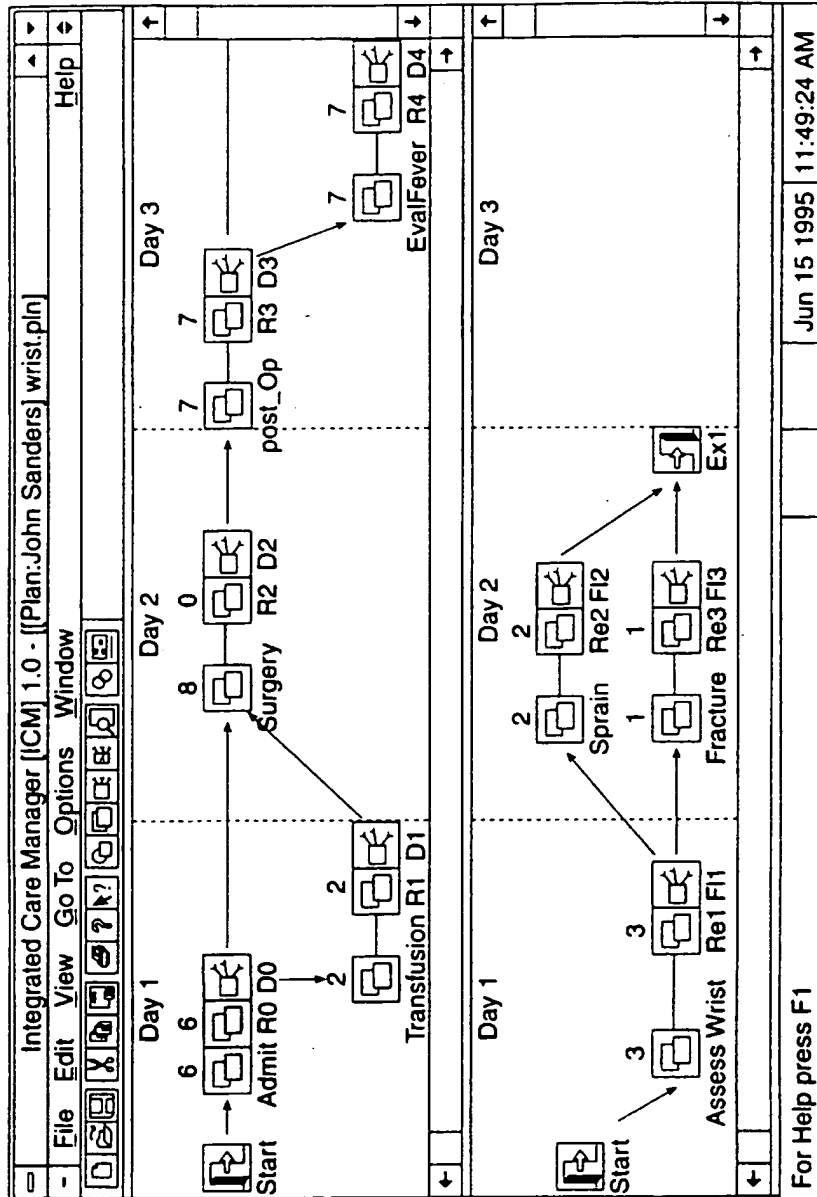 Integrated Care Manager [ICM] 1.0 - [[Plan:John Sanders] wrist.pln]
File Edit View Go To Options Window Help
Day 1 Day 2 Day 3
Start
6 6
Admit R0 D0
2 2
Transfusion R1 D1
8 0
Surgery R2 D2
7 7
post_Op R3 D3
7 7
EvalFever R4 D4
Day 1 Day 2 Day 3
Start
3 3
Assess Wrist Re1 Fl1
2 2
Sprain Re2 Fl2
1 1
Fracture Re3 Fl3
Ex1
For Help press F1 Jun 15 1995 11:49:24 AM